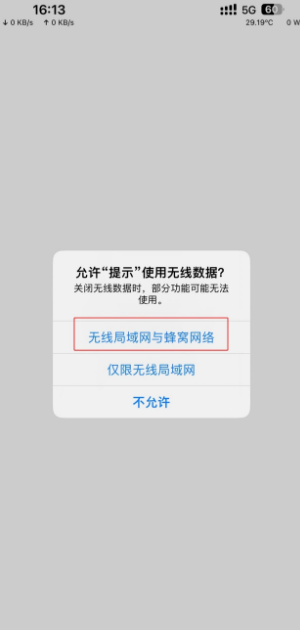 16:13 5G 60
↓ 0 KB/s ↑ 0 KB/s 29.19°C 0 W
允许“提示”使用无线数据?
关闭无线数据时，部分功能可能无法
使用。
无线局域网与蜂窝网络
仅限无线局域网
不允许